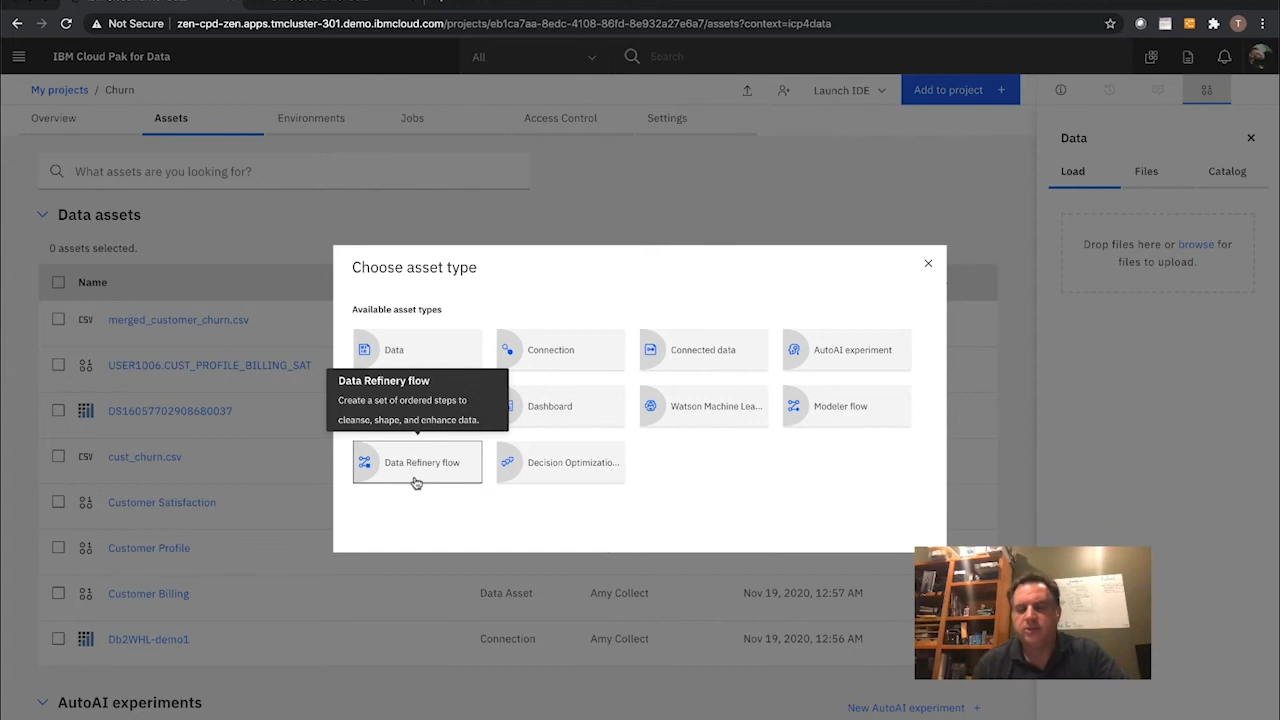 Not Secure
zen-cpd-zen.apps.tmcluster-301.demo.ibmcloud.com/projects/eb1ca7aa-8edc-4108-86fd-8e932a27e6a7/assets?context=icp4data
T
IBM Cloud Pak for Data
All
Search
My projects / Churn
Launch IDE
Add to project +
Overview
Assets
Environments
Jobs
Access Control
Settings
Data
Load
Files
Catalog
Drop files here or browse for
files to upload.
What assets are you looking for?
Data assets
0 assets selected.
Name
CSV merged_customer_churn.csv
USER1006.CUST_PROFILE_BILLING_SAT
DS16057702908680037
CSV cust_churn.csv
Customer Satisfaction
Customer Profile
Customer Billing Data Asset Amy Collect Nov 19, 2020, 12:57 AM
Db2WHL-demo1 Connection Amy Collect Nov 19, 2020, 12:56 AM
AutoAI experiments
New AutoAI experiment +
Choose asset type
Available asset types
Data
Connection
Connected data
AutoAI experiment
Data Refinery flow
Create a set of ordered steps to
cleanse, shape, and enhance data.
Dashboard
Watson Machine Lea...
Modeler flow
Data Refinery flow
Decision Optimizatio...